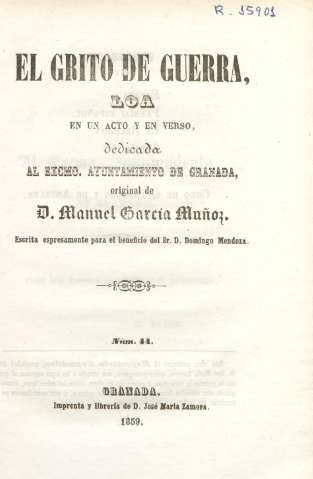 R. 15901
EL GRITO DE GUERRA,
LOA
EN UN ACTO Y EN VERSO,
dedicada
AL EXCMO. AYUNTAMIENTO DE GRANADA,
original de
D. Manuel García Muñoz.
Escrita espresamente para el beneficio del Sr. D. Domingo Mendoza.
Núm. 44.
GRANADA.
Imprenta y librería de D. José María Zamora.
1859.